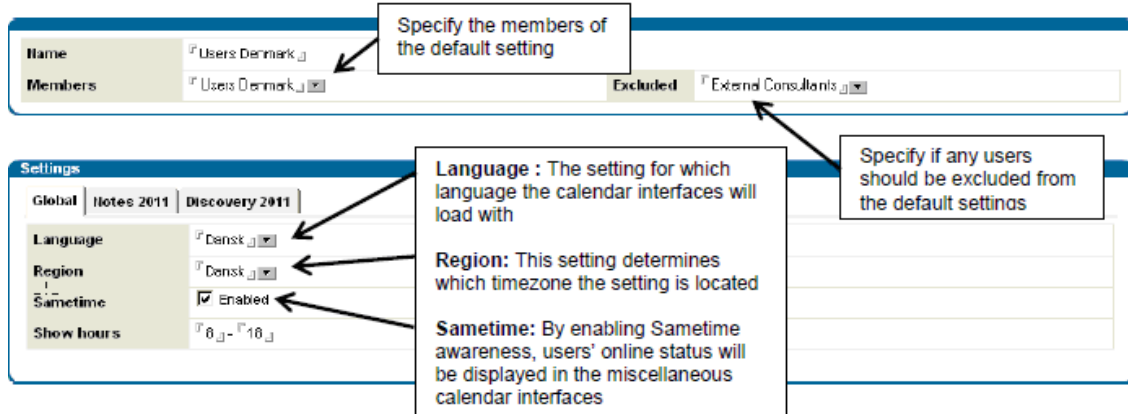 Specify the members of
the default setting
Name
Users Denmark
Members
Users Denmark
Excluded
External Consultants
Specify if any users
should be excluded from
the default settings
Settings
Global
Notes 2011
Discovery 2011
Language
Dansk
Region
Dansk
Sametime
Enabled
Show hours
8 - 18
Language : The setting for which
language the calendar interfaces will
load with
Region: This setting determines
which timezone the setting is located
Sametime: By enabling Sametime
awareness, users' online status will
be displayed in the miscellaneous
calendar interfaces